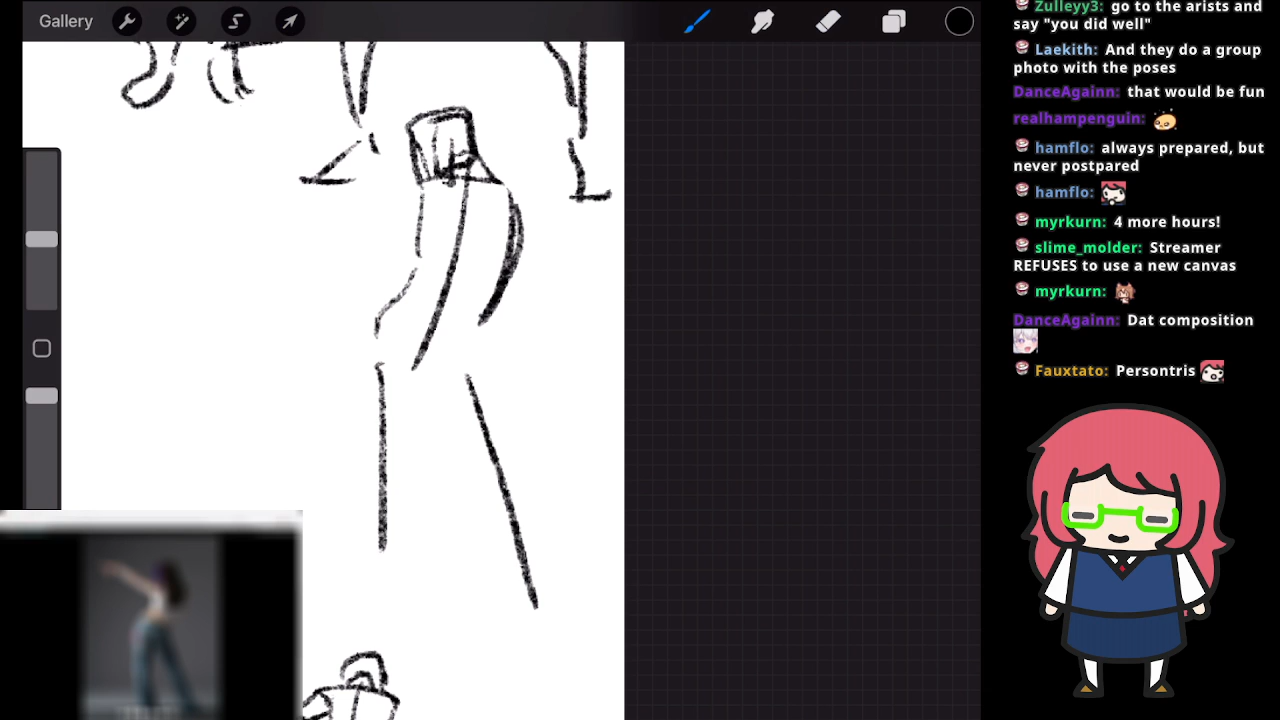 Gallery
Zulleyy3: go to the arists and
say "you did well"
Laekith: And they do a group
photo with the poses
DanceAgainn: that would be fun
realhampenguin:
hamflo: always prepared, but
never postpared
hamflo:
myrkurn: 4 more hours!
slime_molder: Streamer
REFUSES to use a new canvas
myrkurn:
DanceAgainn: Dat composition
Fauxtato: Persontris